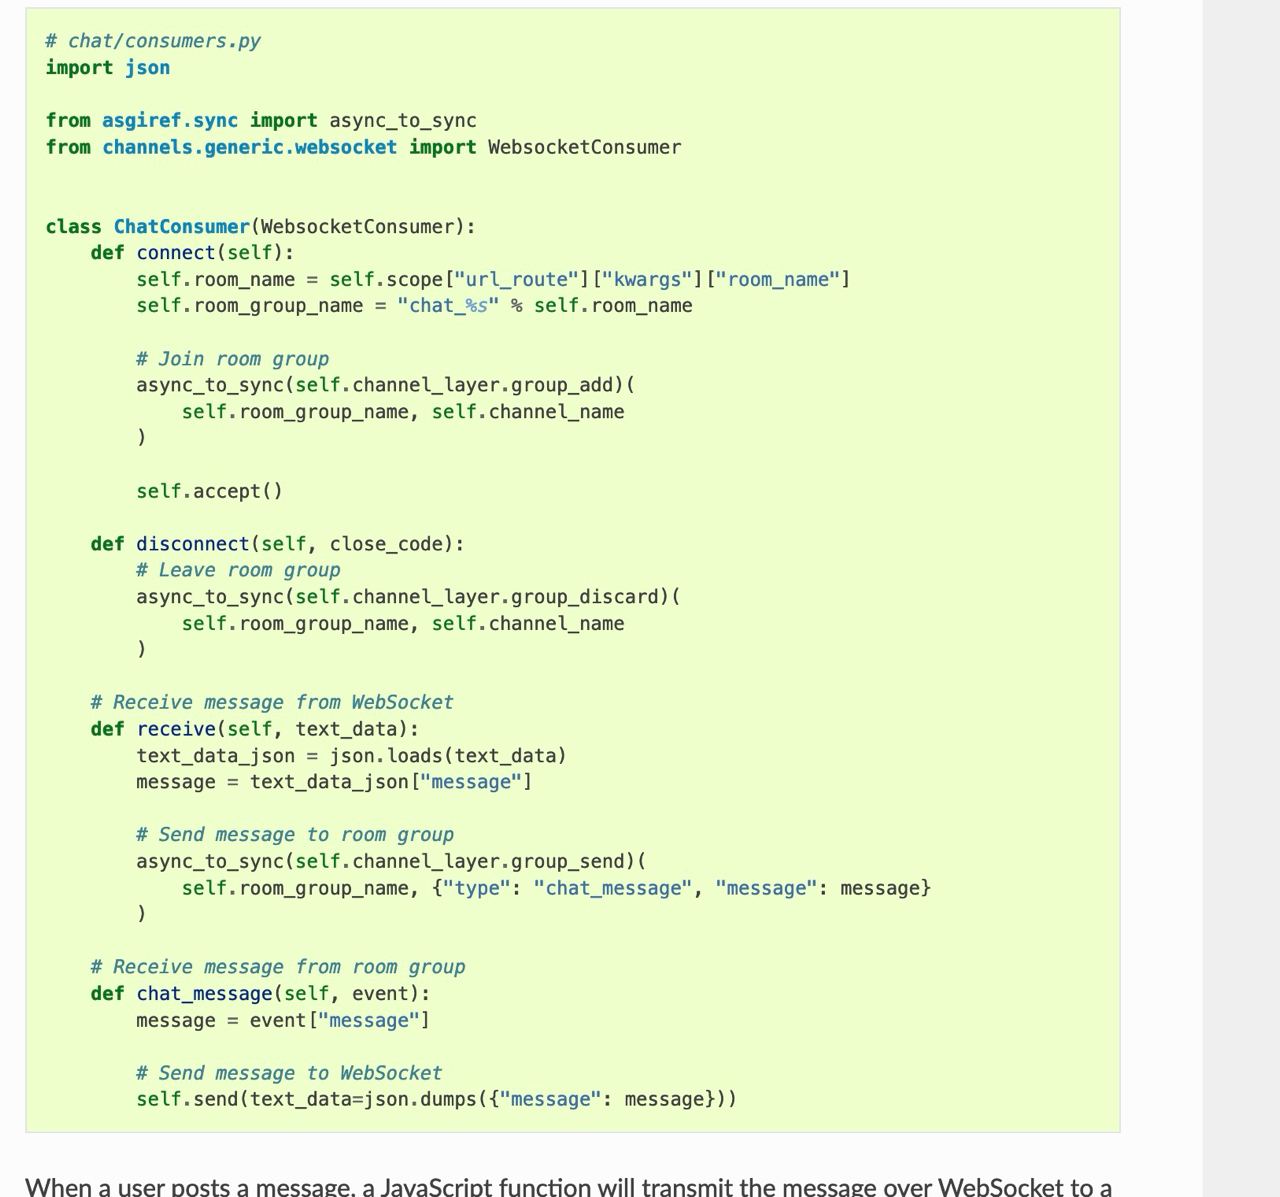 # chat/consumers.py
import json

from asgiref.sync import async_to_sync
from channels.generic.websocket import WebsocketConsumer


class ChatConsumer(WebsocketConsumer):
    def connect(self):
        self.room_name = self.scope["url_route"]["kwargs"]["room_name"]
        self.room_group_name = "chat_%s" % self.room_name

        # Join room group
        async_to_sync(self.channel_layer.group_add)(
            self.room_group_name, self.channel_name
        )

        self.accept()

    def disconnect(self, close_code):
        # Leave room group
        async_to_sync(self.channel_layer.group_discard)(
            self.room_group_name, self.channel_name
        )

    # Receive message from WebSocket
    def receive(self, text_data):
        text_data_json = json.loads(text_data)
        message = text_data_json["message"]

        # Send message to room group
        async_to_sync(self.channel_layer.group_send)(
            self.room_group_name, {"type": "chat_message", "message": message}
        )

    # Receive message from room group
    def chat_message(self, event):
        message = event["message"]

        # Send message to WebSocket
        self.send(text_data=json.dumps({"message": message}))

When a user posts a message, a JavaScript function will transmit the message over WebSocket to a